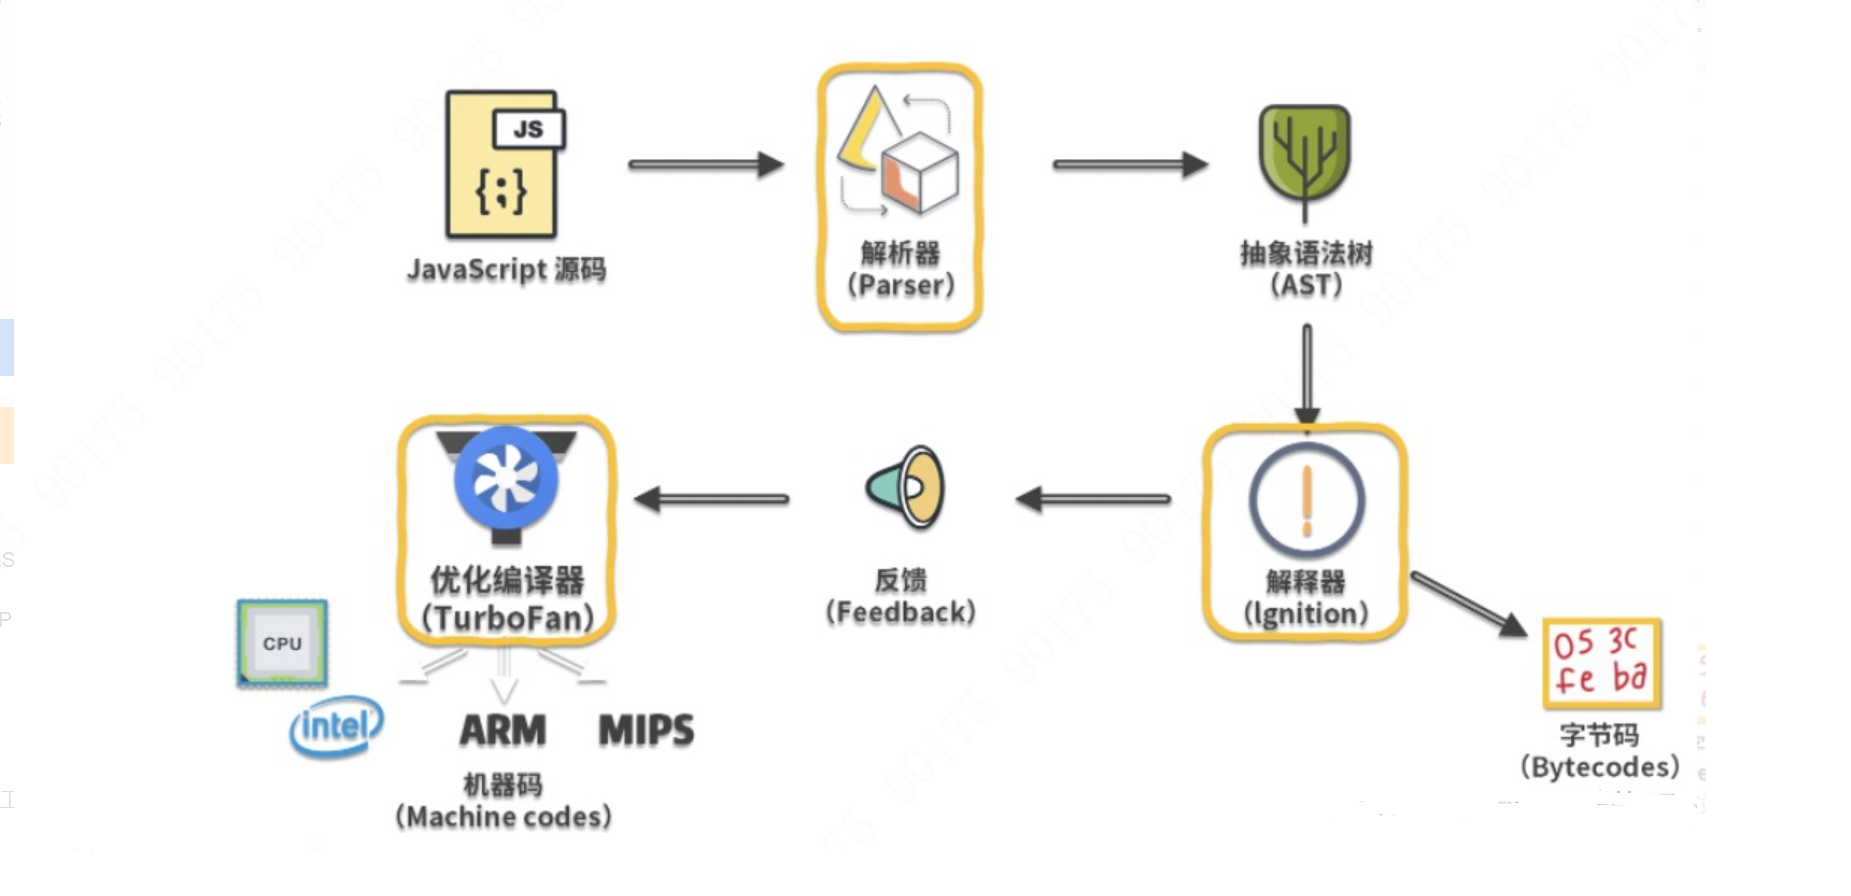 JS
{;}
JavaScript 源码
解析器
（Parser）
抽象语法树
（AST）
优化编译器
（TurboFan）
反馈
（Feedback）
解释器
（Ignition）
CPU
intel
ARM
MIPS
机器码
（Machine codes）
05 3C
fe ba
字节码
（Bytecodes）
90175